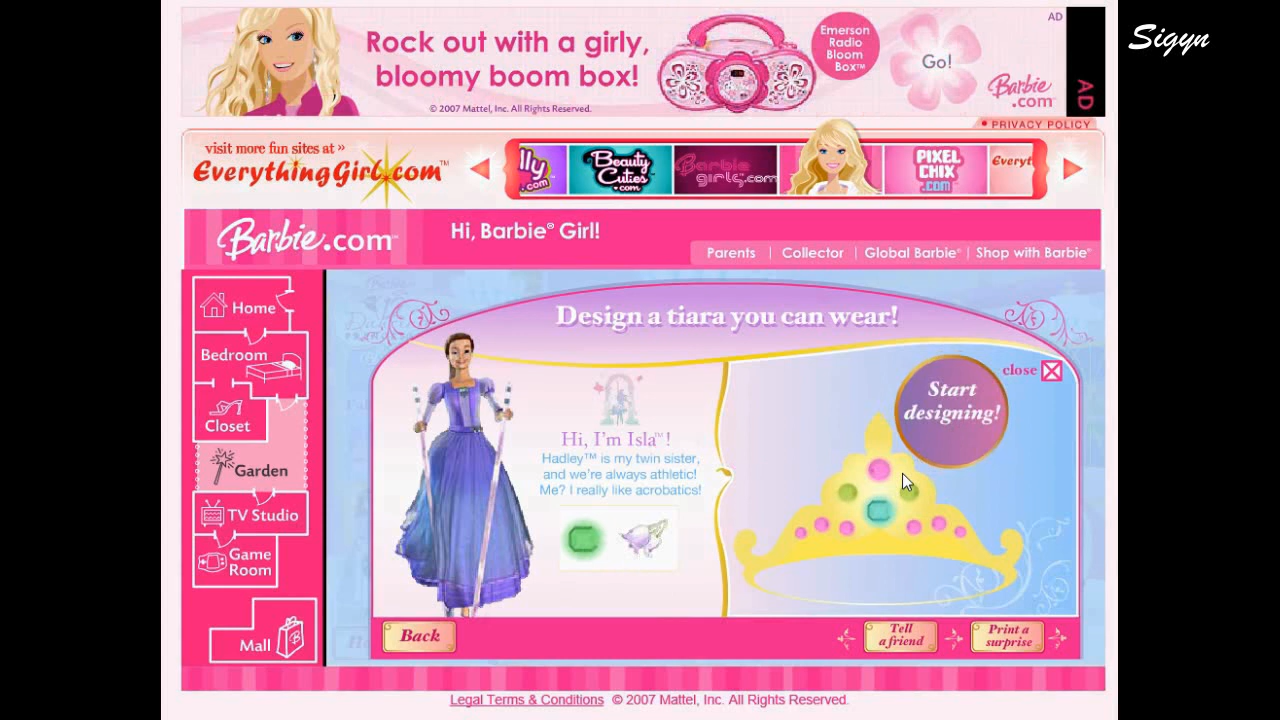 Sigyn
AD
Rock out with a girly,
bloomy boom box!
Emerson
Radio
Bloom
Box™
Go!
Barbie
.com™
AD
© 2007 Mattel, Inc. All Rights Reserved.
• PRIVACY POLICY
visit more fun sites at »
EverythingGirl.com™
lly
.com
Beauty
Cuties
.com
Barbie
girls.com
PIXEL
CHIX
.com
Everyt
Barbie.com™
Hi, Barbie® Girl!
Parents | Collector | Global Barbie® | Shop with Barbie®
Home
Bedroom
Closet
Garden
TV Studio
Game
Room
Mall
Design a tiara you can wear!
close
Start
designing!
Hi, I'm Isla™!
Hadley™ is my twin sister,
and we're always athletic!
Me? I really like acrobatics!
Back
Tell
a friend
Print a
surprise
Legal Terms & Conditions © 2007 Mattel, Inc. All Rights Reserved.